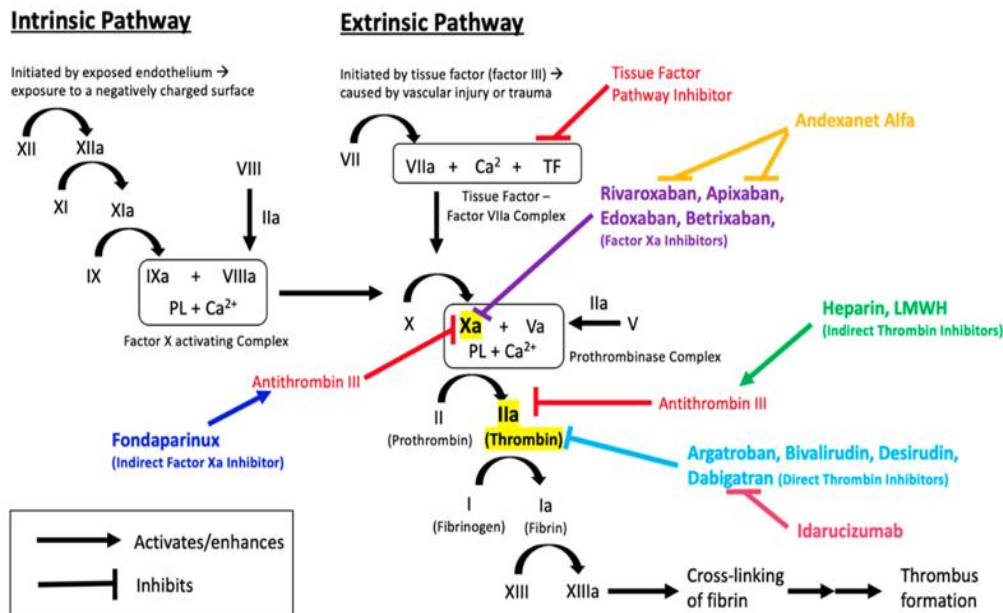 Intrinsic Pathway
Initiated by exposed endothelium →
exposure to a negatively charged surface
XII
XIIa
XI
XIa
IX
VIII
IIa
IXa + VIIIa
PL + Ca²⁺
Factor X activating Complex
Extrinsic Pathway
Initiated by tissue factor (factor III) →
caused by vascular injury or trauma
VII
VIIa + Ca² + TF
Tissue Factor –
Factor VIIa Complex
Tissue Factor
Pathway Inhibitor
Andexanet Alfa
Rivaroxaban, Apixaban,
Edoxaban, Betrixaban,
(Factor Xa Inhibitors)
X
Xa + Va
PL + Ca²⁺
IIa
V
Prothrombinase Complex
Heparin, LMWH
(Indirect Thrombin Inhibitors)
Antithrombin III
Fondaparinux
(Indirect Factor Xa Inhibitor)
II
(Prothrombin)
IIa
(Thrombin)
Antithrombin III
Argatroban, Bivalirudin, Desirudin,
Dabigatran (Direct Thrombin Inhibitors)
Idarucizumab
I
(Fibrinogen)
Ia
(Fibrin)
XIII
XIIIa
Cross-linking
of fibrin
Thrombus
formation
Activates/enhances
Inhibits